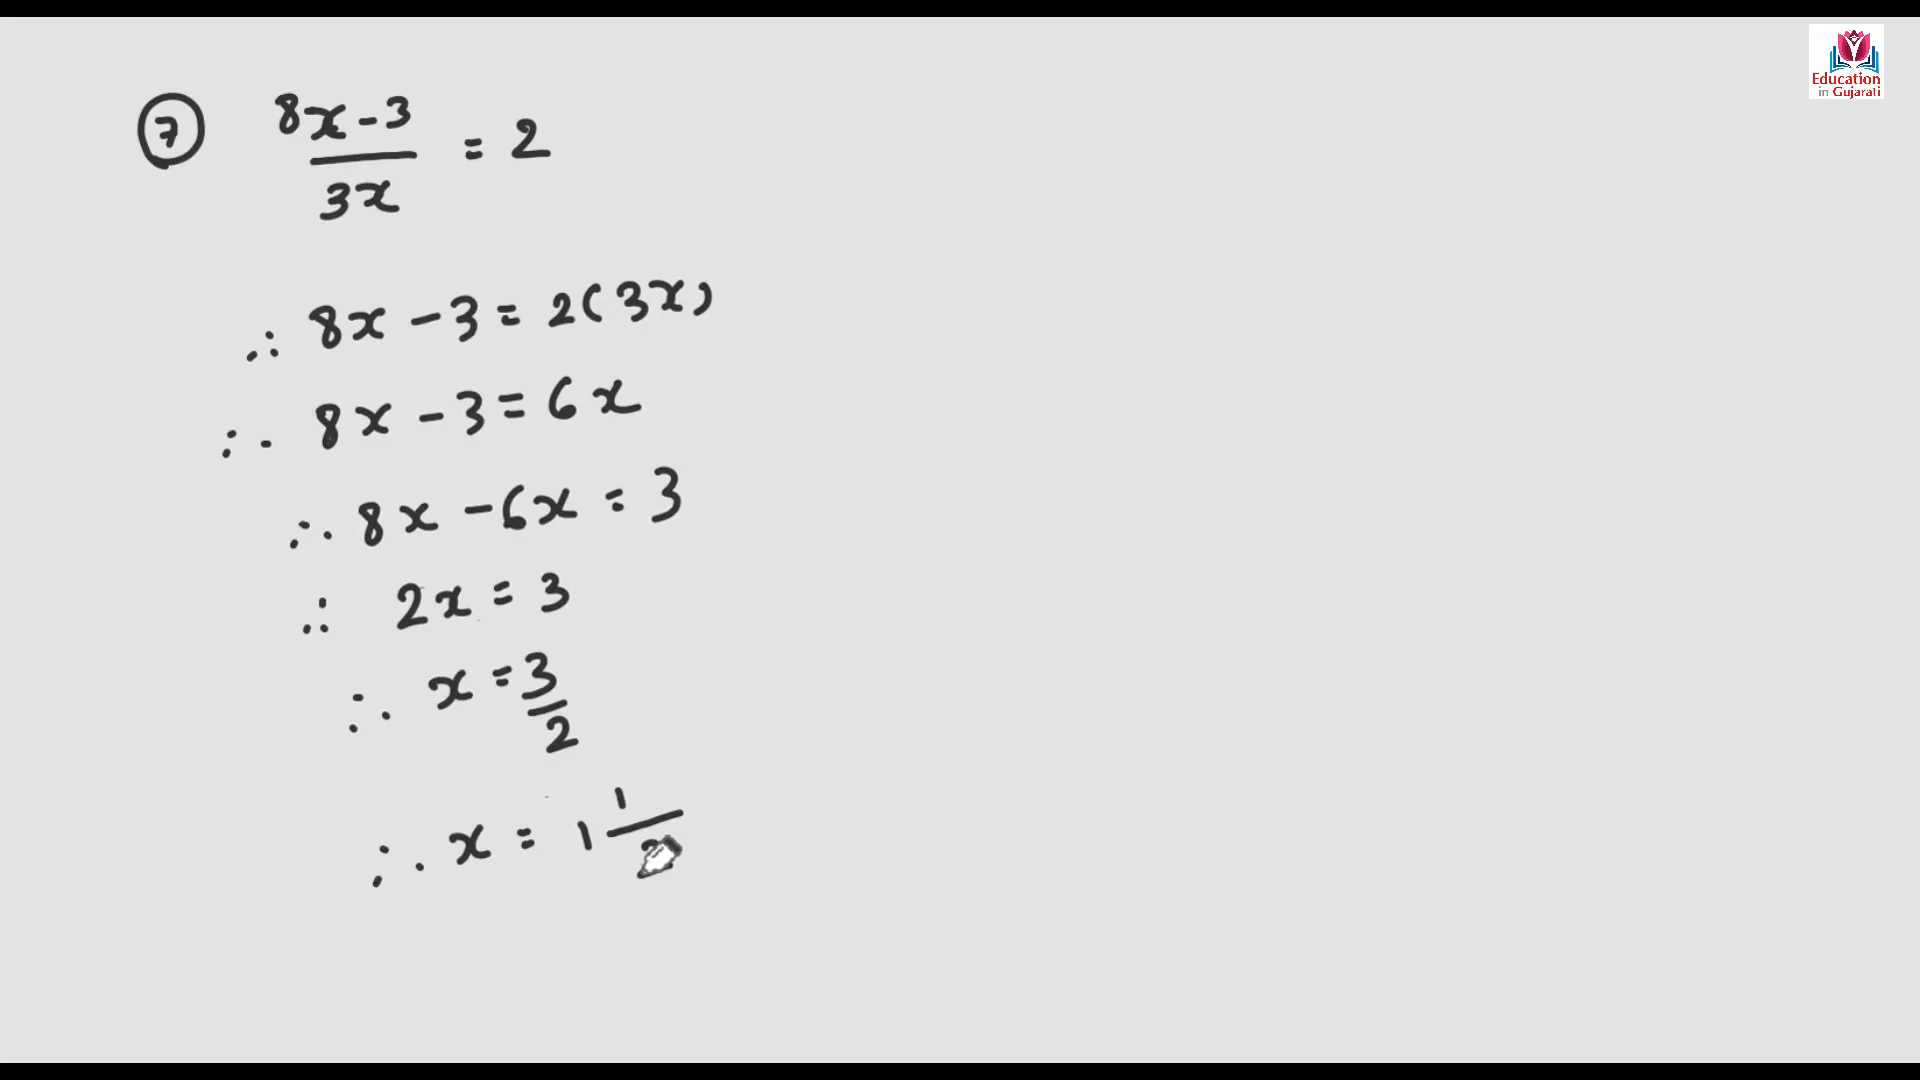 Education
in Gujarati
7 (8x-3)/(3x) = 2
∴ 8x - 3 = 2(3x)
∴ 8x - 3 = 6x
∴ 8x - 6x = 3
∴ 2x = 3
∴ x = 3/2
∴ x = 1 1/2